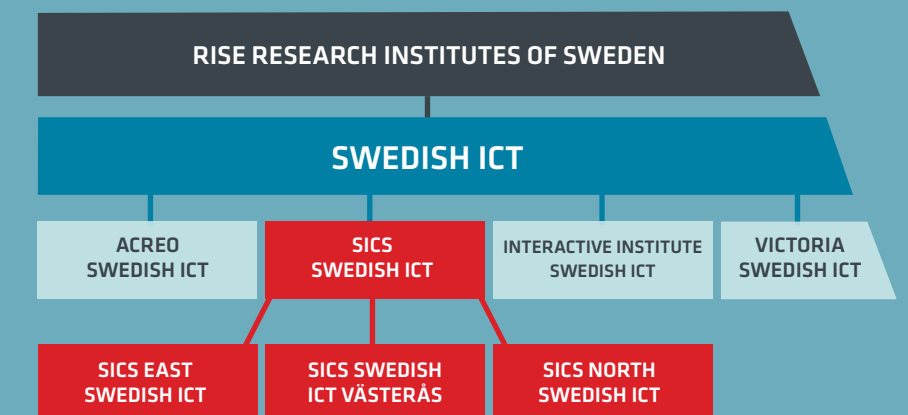 RISE RESEARCH INSTITUTES OF SWEDEN
SWEDISH ICT
ACREO
SWEDISH ICT
SICS
SWEDISH ICT
INTERACTIVE INSTITUTE
SWEDISH ICT
VICTORIA
SWEDISH ICT
SICS EAST
SWEDISH ICT
SICS SWEDISH
ICT VÄSTERÅS
SICS NORTH
SWEDISH ICT